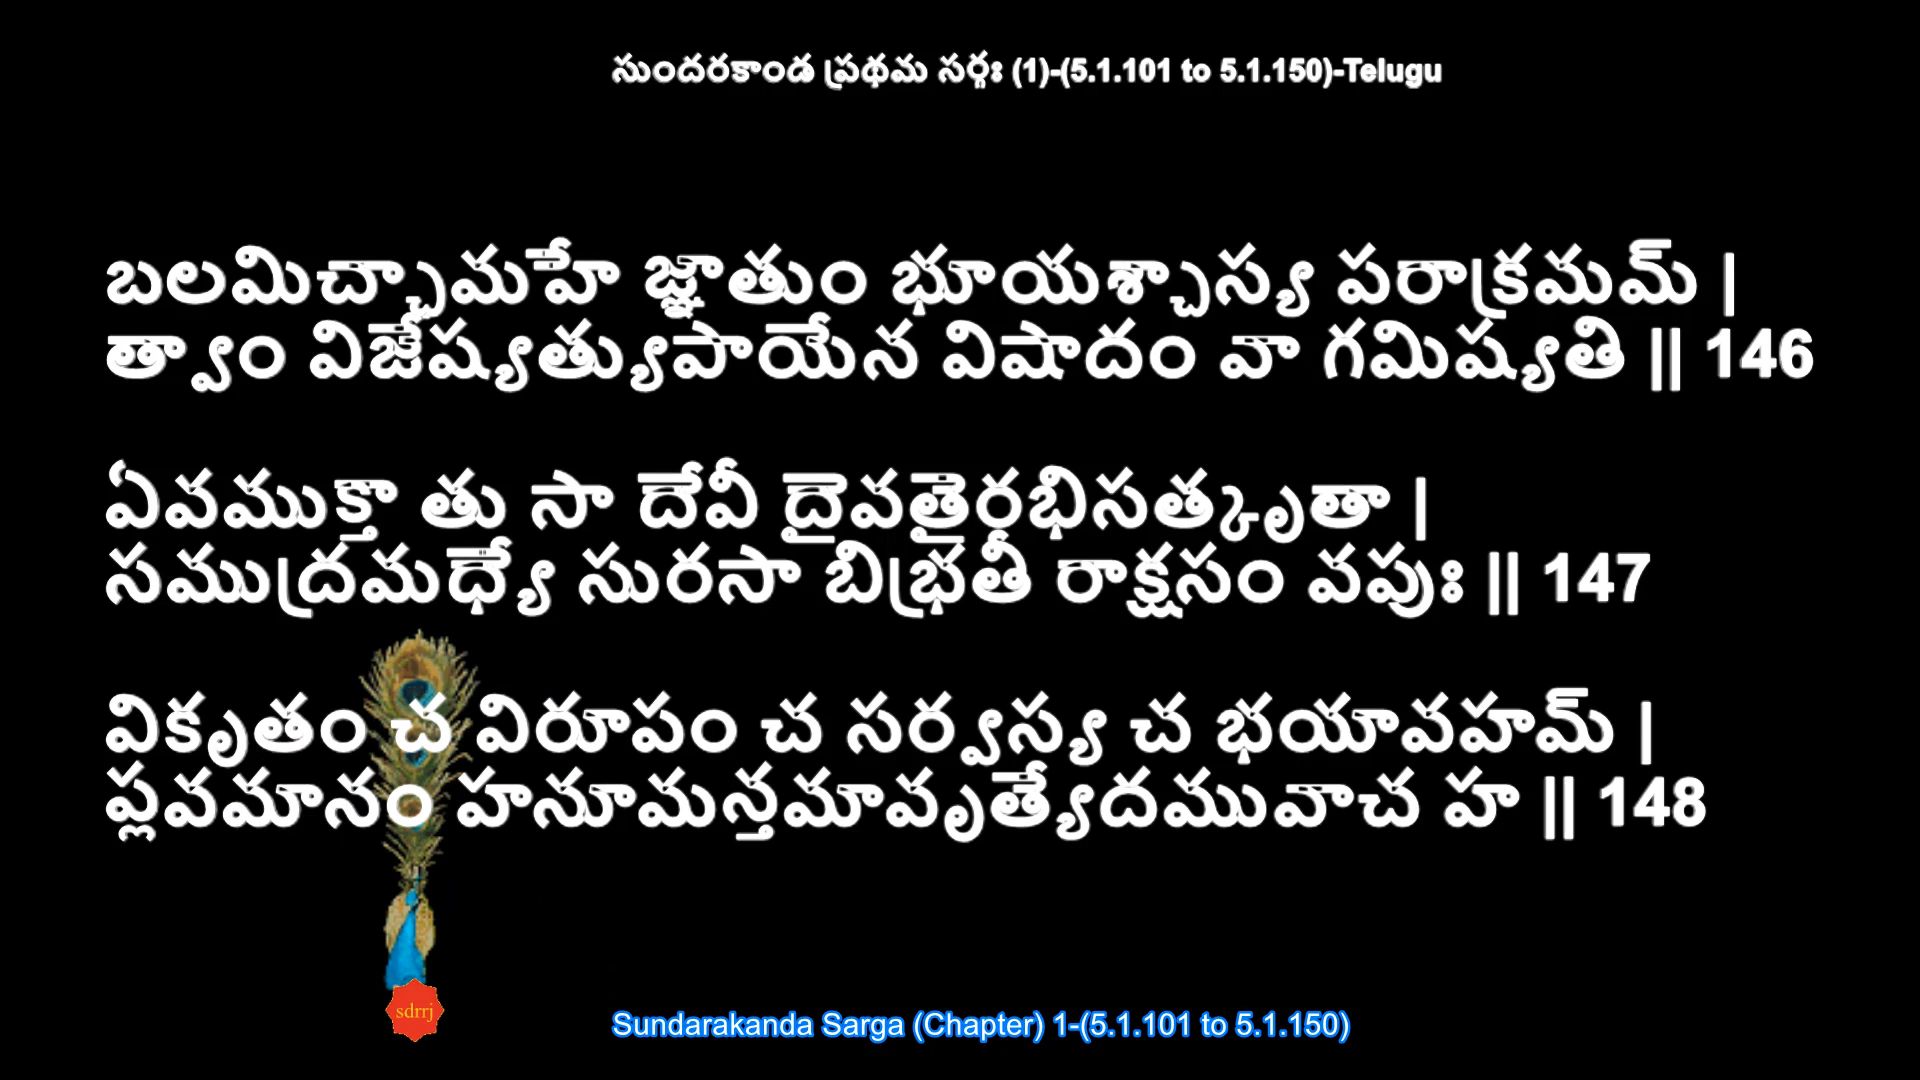 సుందరకాండ ప్రథమ సర్గః (1)-(5.1.101 to 5.1.150)-Telugu
బలమిచ్ఛామహే జ్ఞాతుం భూయశ్చాస్య పరాక్రమమ్ |
త్వాం విజేష్యత్యుపాయేన విషాదం వా గమిష్యతి || 146
ఏవముక్తా తు సా దేవీ దైవతైరభిసత్కృతా |
సముద్రమధ్యే సురసా బిభ్రతీ రాక్షసం వపుః || 147
వికృతం చ విరూపం చ సర్వస్య చ భయావహమ్ |
ప్లవమానం హనూమన్తమావృత్యేదమువాచ హ || 148
sdrrj
Sundarakanda Sarga (Chapter) 1-(5.1.101 to 5.1.150)